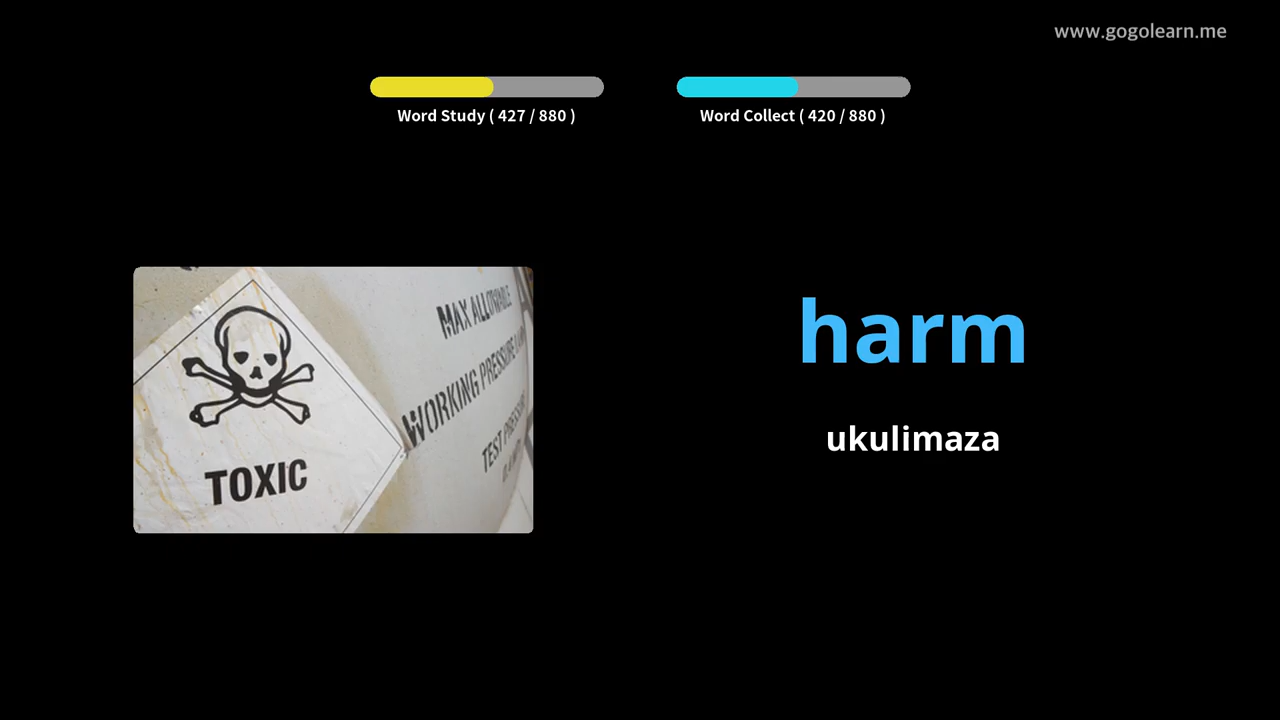 www.gogolearn.me
Word Study ( 427 / 880 )
Word Collect ( 420 / 880 )
MAX ALLOWABLE
WORKING PRESSURE
TEST PRESSURE
TOXIC
harm
ukulimaza